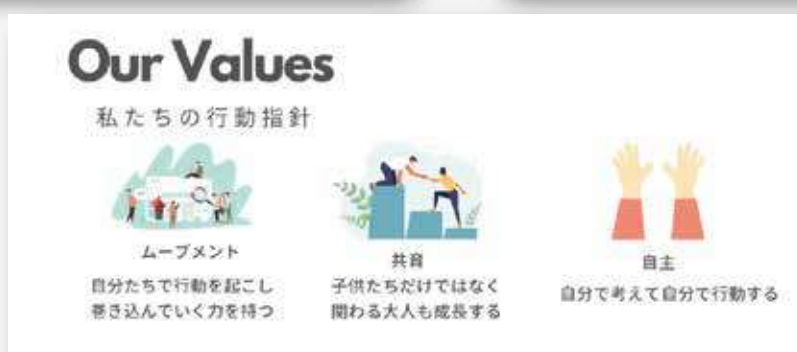 Our Values
私たちの行動指針
ムーブメント
自分たちで行動を起こし
巻き込んでいく力を持つ
共育
子供たちだけではなく
関わる大人も成長する
自主
自分で考えて自分で行動する